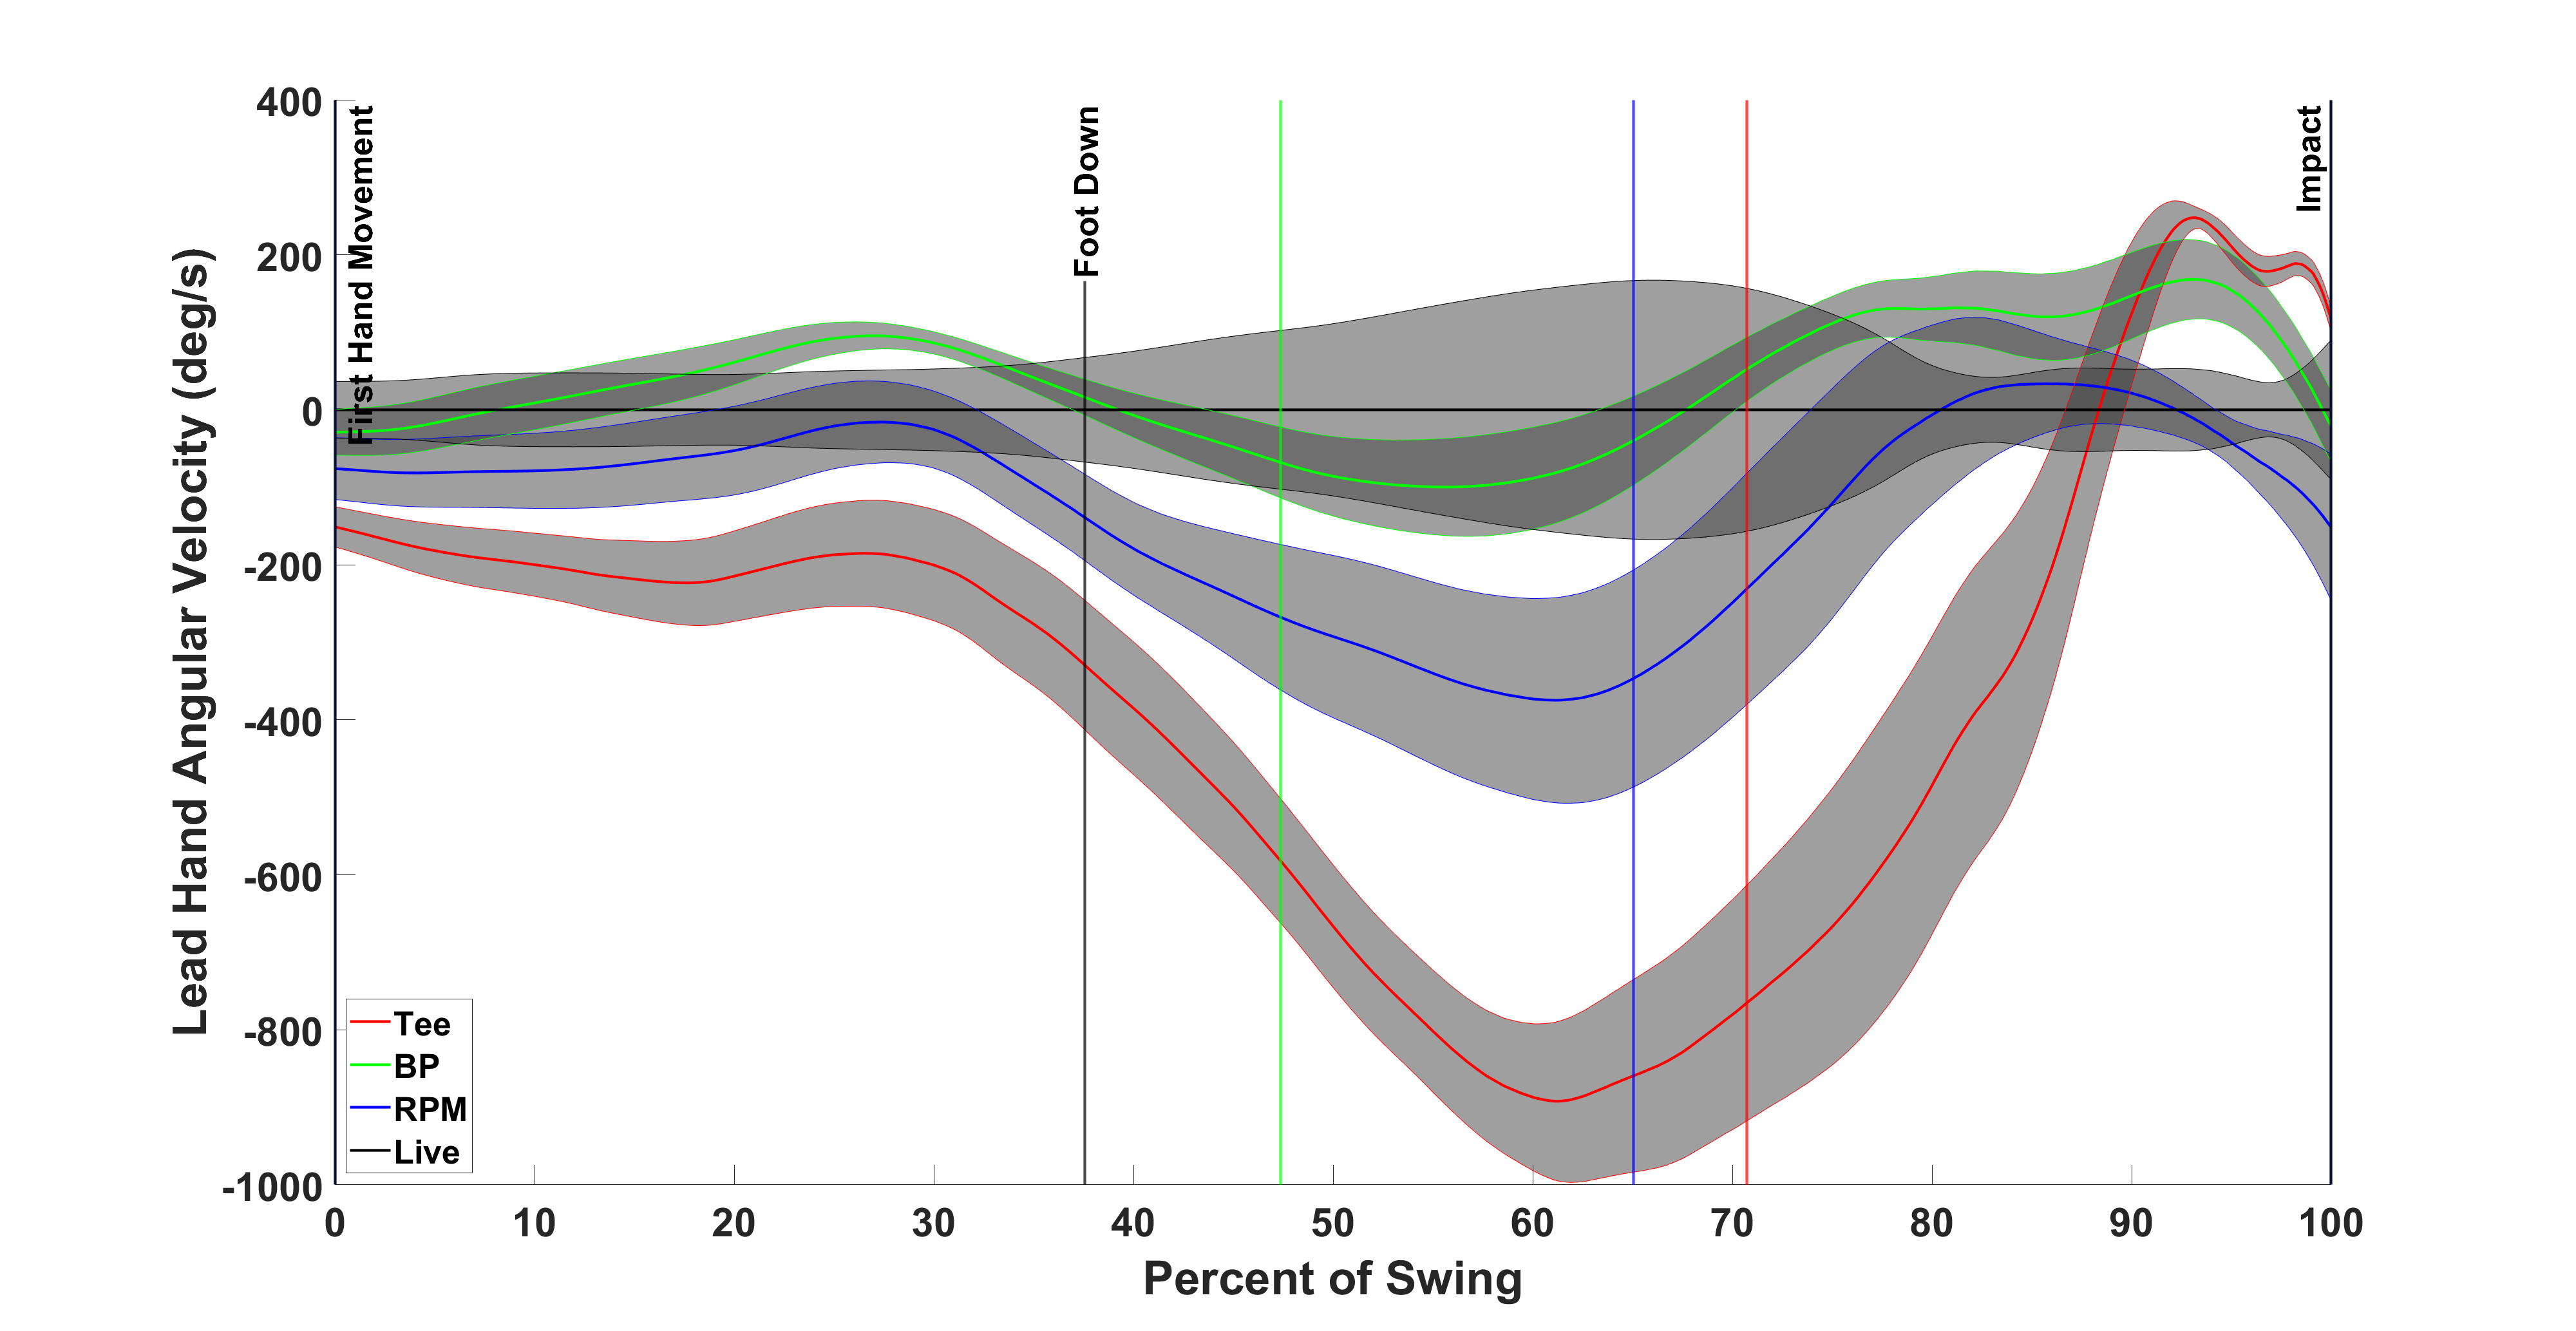 400
200
0
-200
-400
-600
-800
-1000
Lead Hand Angular Velocity (deg/s)
First Hand Movement
Foot Down
Impact
Tee
BP
RPM
Live
0 10 20 30 40 50 60 70 80 90 100
Percent of Swing